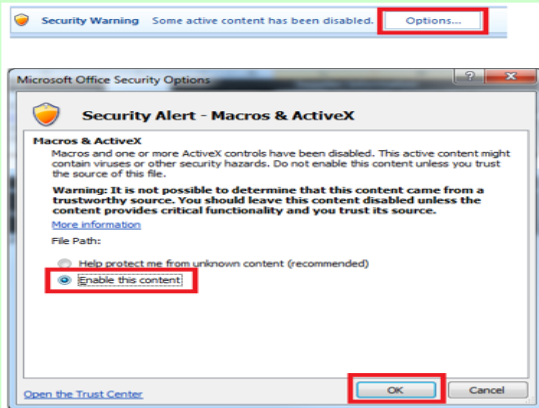 Security Warning Some active content has been disabled. Options...
Microsoft Office Security Options
?
X
Security Alert - Macros & ActiveX
Macros & ActiveX
Macros and one or more ActiveX controls have been disabled. This active content might
contain viruses or other security hazards. Do not enable this content unless you trust
the source of this file.
Warning: It is not possible to determine that this content came from a
trustworthy source. You should leave this content disabled unless the
content provides critical functionality and you trust its source.
More information
File Path:
Help protect me from unknown content (recommended)
Enable this content
Open the Trust Center OK Cancel